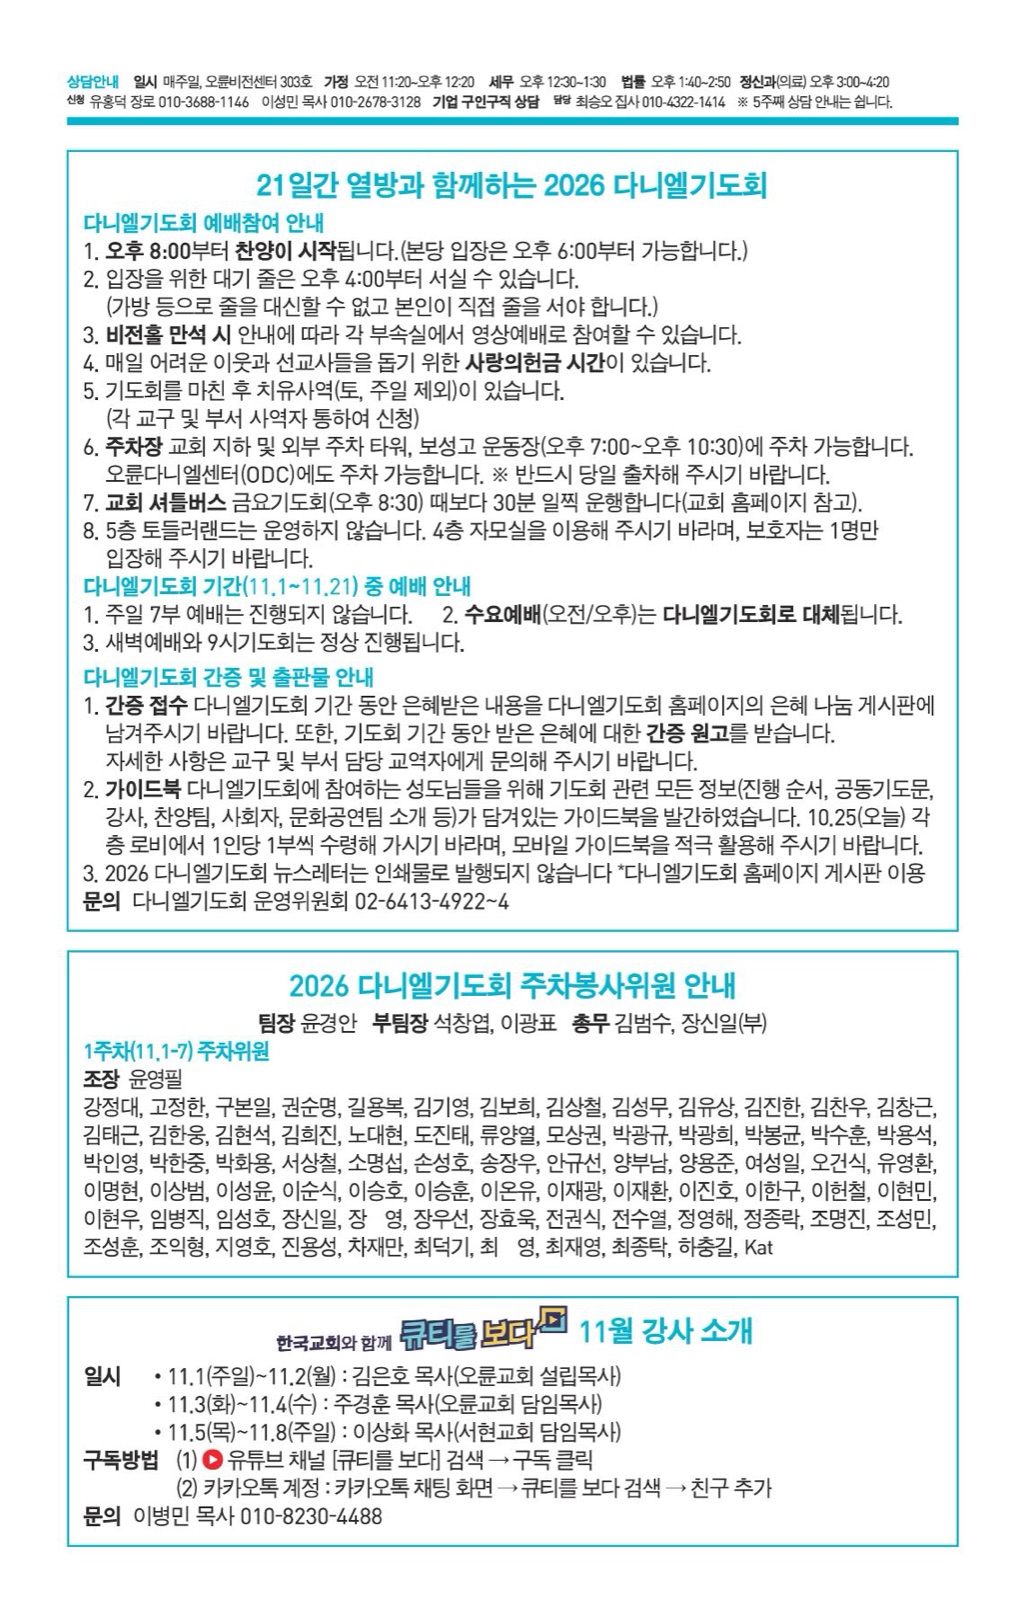 상담안내 일시 매주일, 오륜비전센터 303호 가정 오전 11:20~오후 12:20 세무 오후 12:30~1:30 법률 오후 1:40~2:50 정신과(의료) 오후 3:00~4:20
신청 유홍덕 장로 010-3688-1146 이성민 목사 010-2678-3128 기업 구인구직 상담 담당 최승오 집사 010-4322-1414 ※ 5주째 상담 안내는 쉽니다.
21일간 열방과 함께하는 2026 다니엘기도회
다니엘기도회 예배참여 안내
1. 오후 8:00부터 찬양이 시작됩니다.(본당 입장은 오후 6:00부터 가능합니다.)
2. 입장을 위한 대기 줄은 오후 4:00부터 서실 수 있습니다.
(가방 등으로 줄을 대신할 수 없고 본인이 직접 줄을 서야 합니다.)
3. 비전홀 만석 시 안내에 따라 각 부속실에서 영상예배로 참여할 수 있습니다.
4. 매일 어려운 이웃과 선교사들을 돕기 위한 사랑의헌금 시간이 있습니다.
5. 기도회를 마친 후 치유사역(토, 주일 제외)이 있습니다.
(각 교구 및 부서 사역자 통하여 신청)
6. 주차장 교회 지하 및 외부 주차 타워, 보성고 운동장(오후 7:00~오후 10:30)에 주차 가능합니다.
오륜다니엘센터(ODC)에도 주차 가능합니다. ※ 반드시 당일 출차해 주시기 바랍니다.
7. 교회 셔틀버스 금요기도회(오후 8:30) 때보다 30분 일찍 운행합니다(교회 홈페이지 참고).
8. 5층 토들러랜드는 운영하지 않습니다. 4층 자모실을 이용해 주시기 바라며, 보호자는 1명만
입장해 주시기 바랍니다.
다니엘기도회 기간(11.1~11.21) 중 예배 안내
1. 주일 7부 예배는 진행되지 않습니다. 2. 수요예배(오전/오후)는 다니엘기도회로 대체됩니다.
3. 새벽예배와 9시기도회는 정상 진행됩니다.
다니엘기도회 간증 및 출판물 안내
1. 간증 접수 다니엘기도회 기간 동안 은혜받은 내용을 다니엘기도회 홈페이지의 은혜 나눔 게시판에
남겨주시기 바랍니다. 또한, 기도회 기간 동안 받은 은혜에 대한 간증 원고를 받습니다.
자세한 사항은 교구 및 부서 담당 교역자에게 문의해 주시기 바랍니다.
2. 가이드북 다니엘기도회에 참여하는 성도님들을 위해 기도회 관련 모든 정보(진행 순서, 공동기도문,
강사, 찬양팀, 사회자, 문화공연팀 소개 등)가 담겨있는 가이드북을 발간하였습니다. 10.25(오늘) 각
층 로비에서 1인당 1부씩 수령해 가시기 바라며, 모바일 가이드북을 적극 활용해 주시기 바랍니다.
3. 2026 다니엘기도회 뉴스레터는 인쇄물로 발행되지 않습니다 *다니엘기도회 홈페이지 게시판 이용
문의 다니엘기도회 운영위원회 02-6413-4922~4
2026 다니엘기도회 주차봉사위원 안내
팀장 윤경안 부팀장 석창엽, 이광표 총무 김범수, 장신일(부)
1주차(11.1-7) 주차위원
조장 윤영필
강정대, 고정한, 구본일, 권순명, 길용복, 김기영, 김보희, 김상철, 김성무, 김유상, 김진한, 김찬우, 김창근,
김태근, 김한웅, 김현석, 김희진, 노대현, 도진태, 류양열, 모상권, 박광규, 박광희, 박봉균, 박수훈, 박용석,
박인영, 박한중, 박화용, 서상철, 소명섭, 손성호, 송장우, 안규선, 양부남, 양용준, 여성일, 오건식, 유영환,
이명현, 이상범, 이성윤, 이순식, 이승호, 이승훈, 이온유, 이재광, 이재환, 이진호, 이한구, 이헌철, 이현민,
이현우, 임병직, 임성호, 장신일, 장 영, 장우선, 장효욱, 전권식, 전수열, 정영해, 정종락, 조명진, 조성민,
조성훈, 조익형, 지영호, 진용성, 차재만, 최덕기, 최 영, 최재영, 최종탁, 하충길, Kat
한국교회와 함께 큐티를 보다 11월 강사 소개
일시 • 11.1(주일)~11.2(월) : 김은호 목사(오륜교회 설립목사)
• 11.3(화)~11.4(수) : 주경훈 목사(오륜교회 담임목사)
• 11.5(목)~11.8(주일) : 이상화 목사(서현교회 담임목사)
구독방법 (1) 유튜브 채널 [큐티를 보다] 검색→구독 클릭
(2) 카카오톡 계정 : 카카오톡 채팅 화면→큐티를 보다 검색→친구 추가
문의 이병민 목사 010-8230-4488